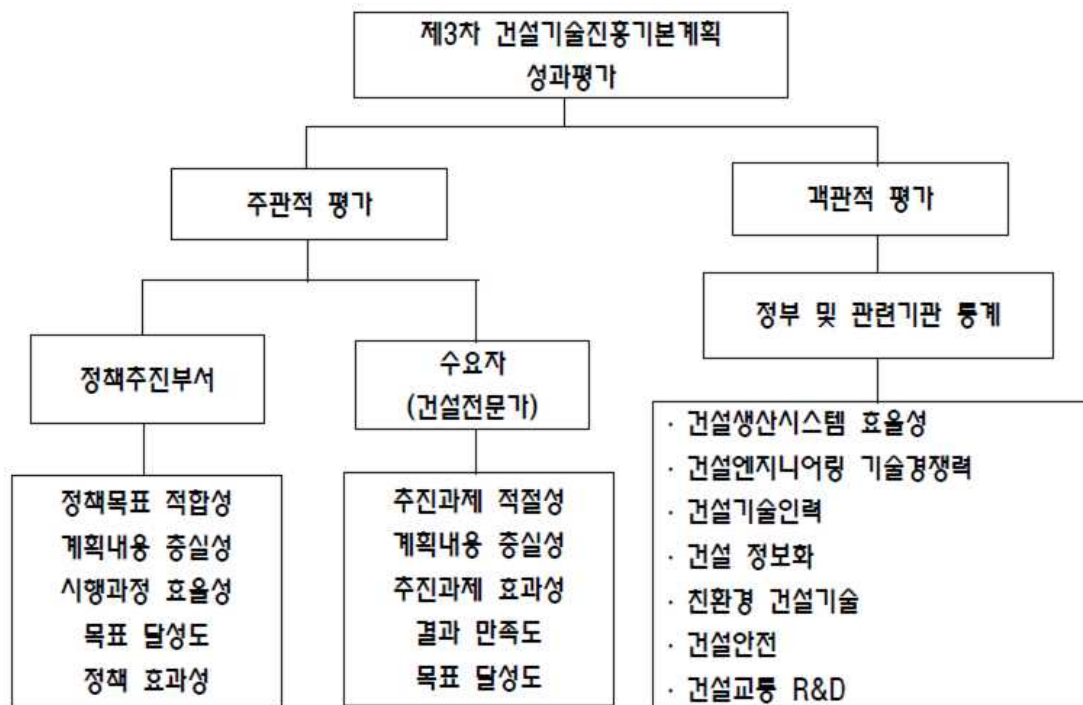 제3차 건설기술진흥기본계획
성과평가
주관적 평가
객관적 평가
정부 및 관련기관 통계
정책추진부서
수요자
(건설전문가)
정책목표 적합성
계획내용 충실성
시행과정 효율성
목표 달성도
정책 효과성
추진과제 적절성
계획내용 충실성
추진과제 효과성
결과 만족도
목표 달성도
· 건설생산시스템 효율성
· 건설엔지니어링 기술경쟁력
· 건설기술인력
· 건설 정보화
· 친환경 건설기술
· 건설안전
· 건설교통 R&D